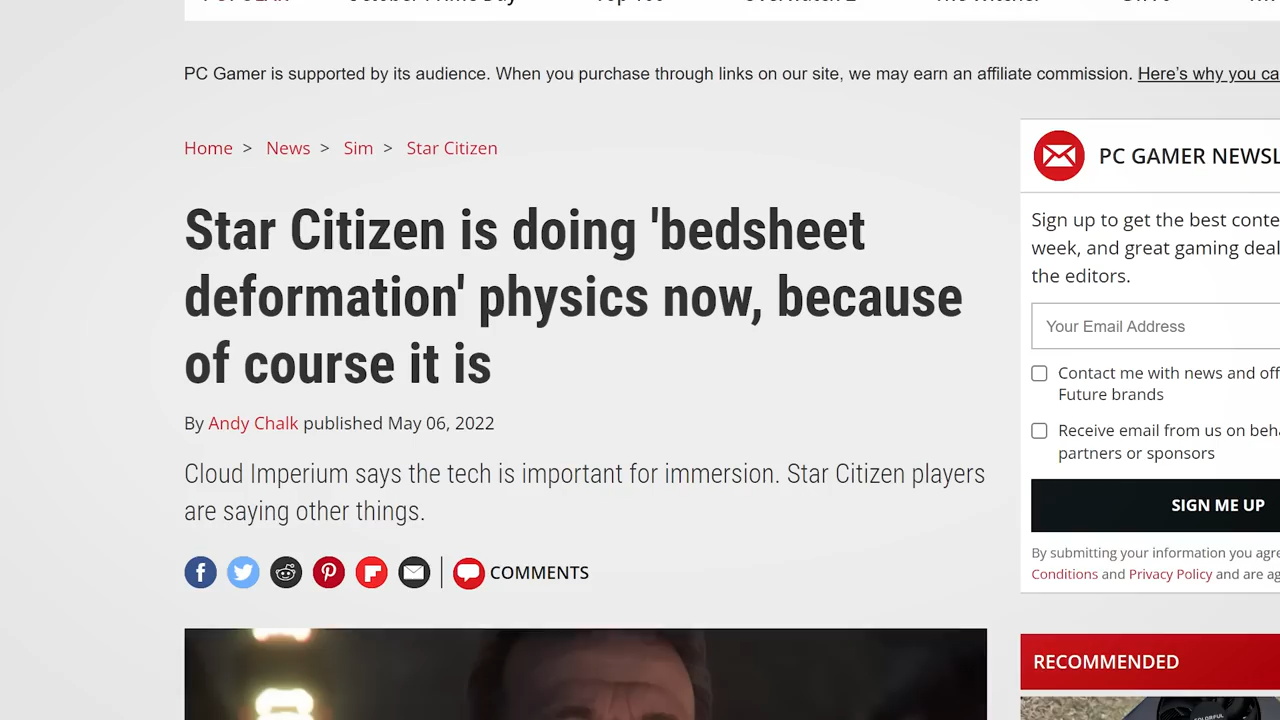 PC Gamer is supported by its audience. When you purchase through links on our site, we may earn an affiliate commission. Here's why you
Home > News > Sim > Star Citizen
PC GAMER
Star Citizen is doing 'bedsheet
deformation' physics now, because
of course it is
By Andy Chalk published May 06, 2022
Cloud Imperium says the tech is important for immersion. Star Citizen players
are saying other things.
COMMENTS
Sign up to get the best
week, and great gaming
the editors.
Your Email Address
Contact me with news and
Future brands
Receive email from us on
partners or sponsors
SIGN ME UP
By submitting your information you
Conditions and Privacy Policy and are
RECOMMENDED
COLORFUL